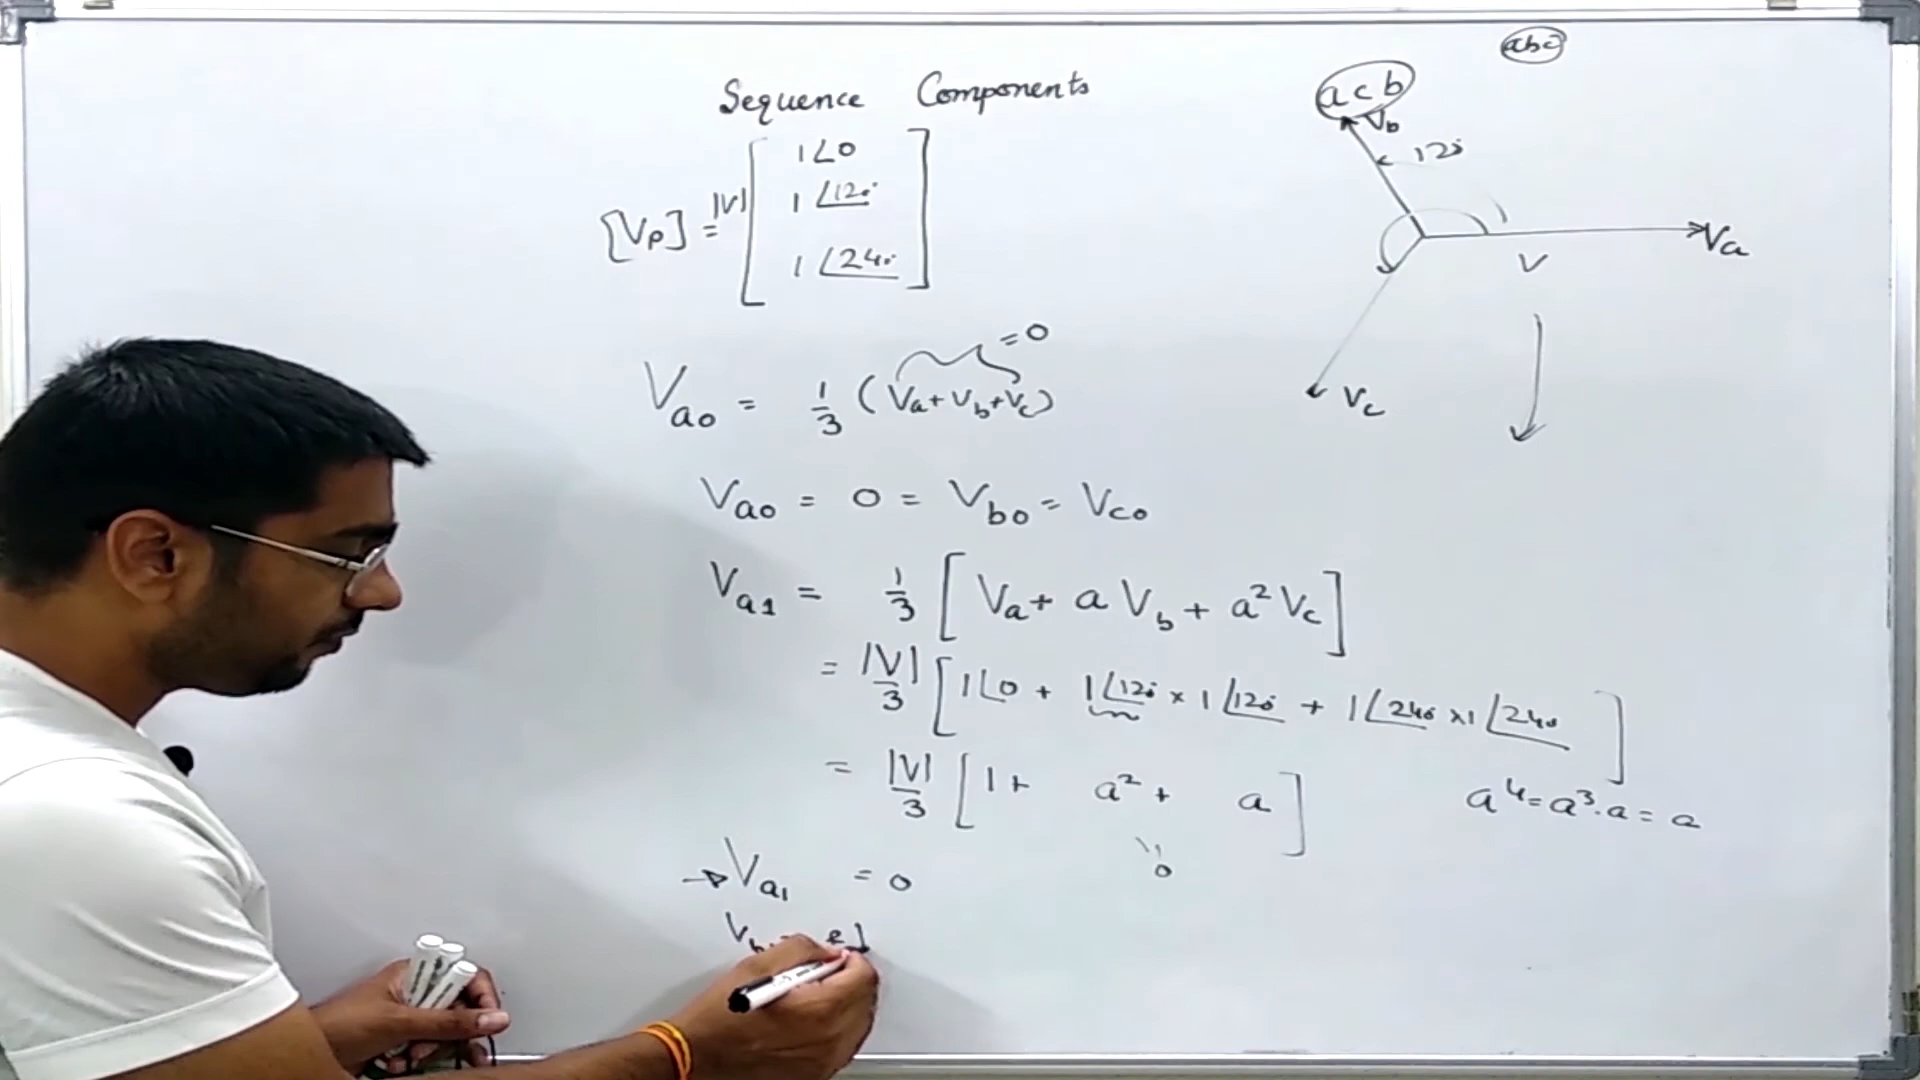 abc
Sequence Components
acb
[Vp] = |V| [ 1∠0
1∠120
1∠240 ]
Vb
120
Va
V
Vc
Va0 = 1/3 (Va + Vb + Vc) = 0
Va0 = 0 = Vb0 = Vc0
Va1 = 1/3 [Va + a Vb + a² Vc]
= |V|/3 [1∠0 + 1∠120 × 1∠120 + 1∠240 × 1∠240]
= |V|/3 [1 + a² + a]
a⁴ = a³.a = a
0
Va1 = 0